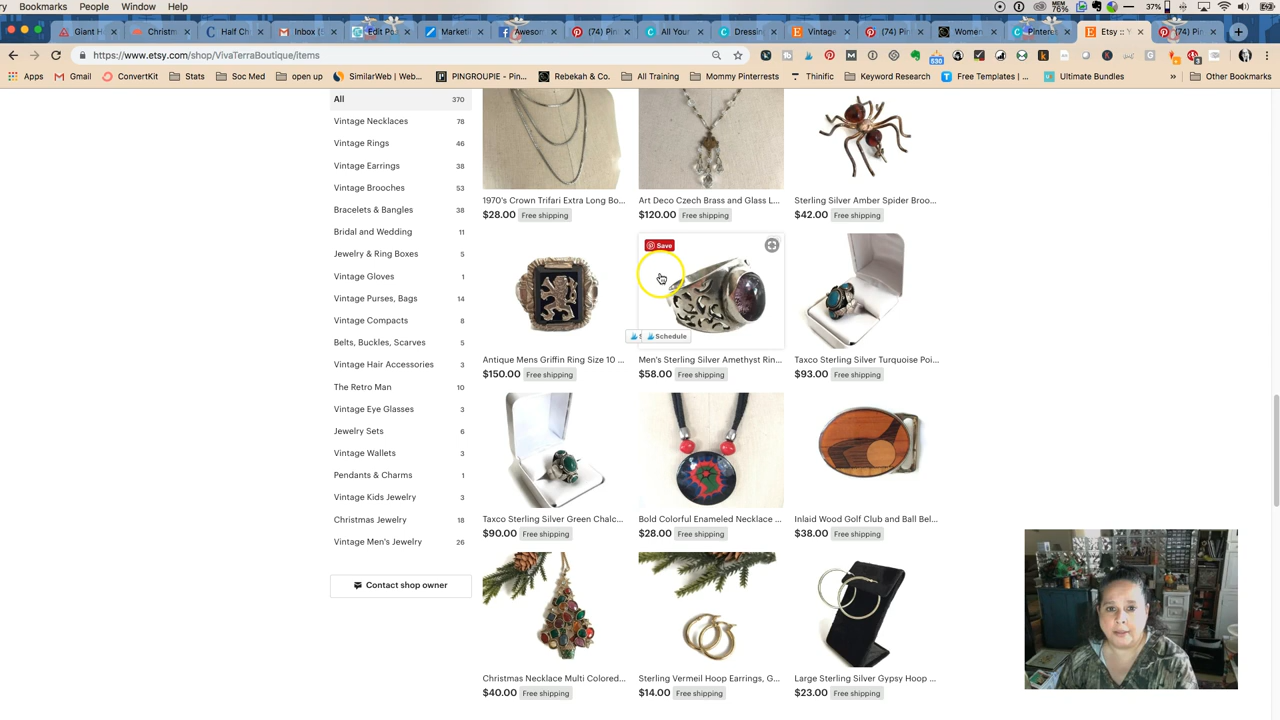 Bookmarks People Window Help
MEM 76% 37%
Giant H Christm Half Ch Inbox ( Edit Po Marketi Awesom (74) Pi All Your Dressin Vintage (74) Pi Women Pinteres Etsy :: (74) Pi
https://www.etsy.com/shop/VivaTerraBoutique/items
Apps Gmail ConvertKit Stats Soc Med open up SimilarWeb | Web... PINGROUPIE - Pin... Rebekah & Co. All Training Mommy Pinterrests Thinific Keyword Research Free Templates | ... Ultimate Bundles » Other Bookmarks
All 370
Vintage Necklaces 78
Vintage Rings 46
Vintage Earrings 38
Vintage Brooches 53
Bracelets & Bangles 38
Bridal and Wedding 11
Jewelry & Ring Boxes 5
Vintage Gloves 1
Vintage Purses, Bags 14
Vintage Compacts 8
Belts, Buckles, Scarves 5
Vintage Hair Accessories 3
The Retro Man 10
Vintage Eye Glasses 3
Jewelry Sets 6
Vintage Wallets 3
Pendants & Charms 1
Vintage Kids Jewelry 3
Christmas Jewelry 18
Vintage Men's Jewelry 26
Contact shop owner
1970's Crown Trifari Extra Long Bo... Art Deco Czech Brass and Glass L... Sterling Silver Amber Spider Broo...
$28.00 Free shipping $120.00 Free shipping $42.00 Free shipping
Save
Schedule
Antique Mens Griffin Ring Size 10 ... Men's Sterling Silver Amethyst Rin... Taxco Sterling Silver Turquoise Poi...
$150.00 Free shipping $58.00 Free shipping $93.00 Free shipping
Taxco Sterling Silver Green Chalc... Bold Colorful Enameled Necklace ... Inlaid Wood Golf Club and Ball Bel...
$90.00 Free shipping $28.00 Free shipping $38.00 Free shipping
Christmas Necklace Multi Colored... Sterling Vermeil Hoop Earrings, G... Large Sterling Silver Gypsy Hoop ...
$40.00 Free shipping $14.00 Free shipping $23.00 Free shipping